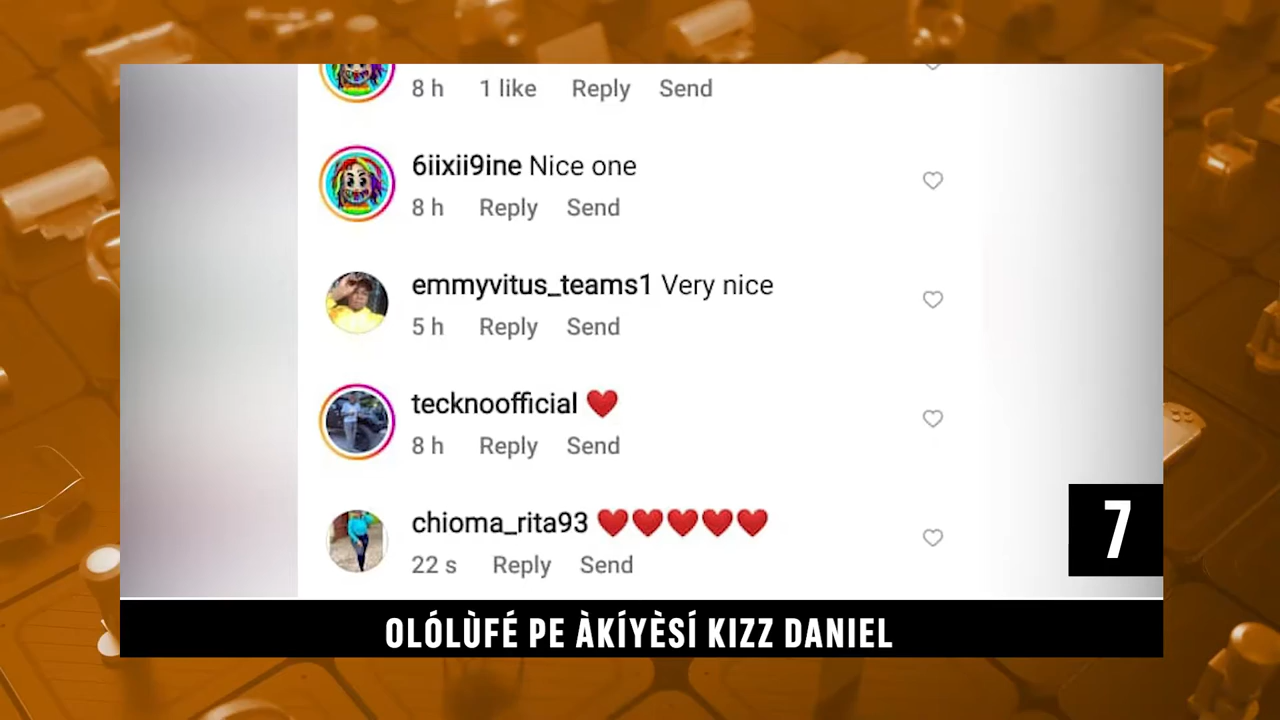 8 h 1 like Reply Send
6iixii9ine Nice one
8 h Reply Send
emmyvitus_teams1 Very nice
5 h Reply Send
tecknoofficial ❤️
8 h Reply Send
chioma_rita93 ❤️❤️❤️❤️❤️
22 s Reply Send
7
OLÓLÙFÉ PE ÀKÍYÈSÍ KIZZ DANIEL